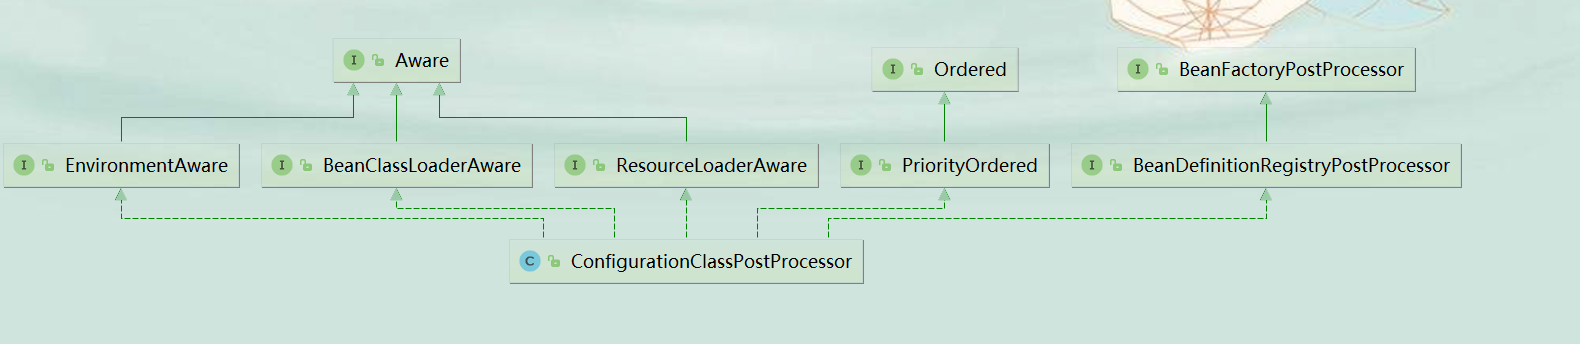 I Aware
I Ordered
I BeanFactoryPostProcessor
I EnvironmentAware
I BeanClassLoaderAware
I ResourceLoaderAware
I PriorityOrdered
I BeanDefinitionRegistryPostProcessor
C ConfigurationClassPostProcessor